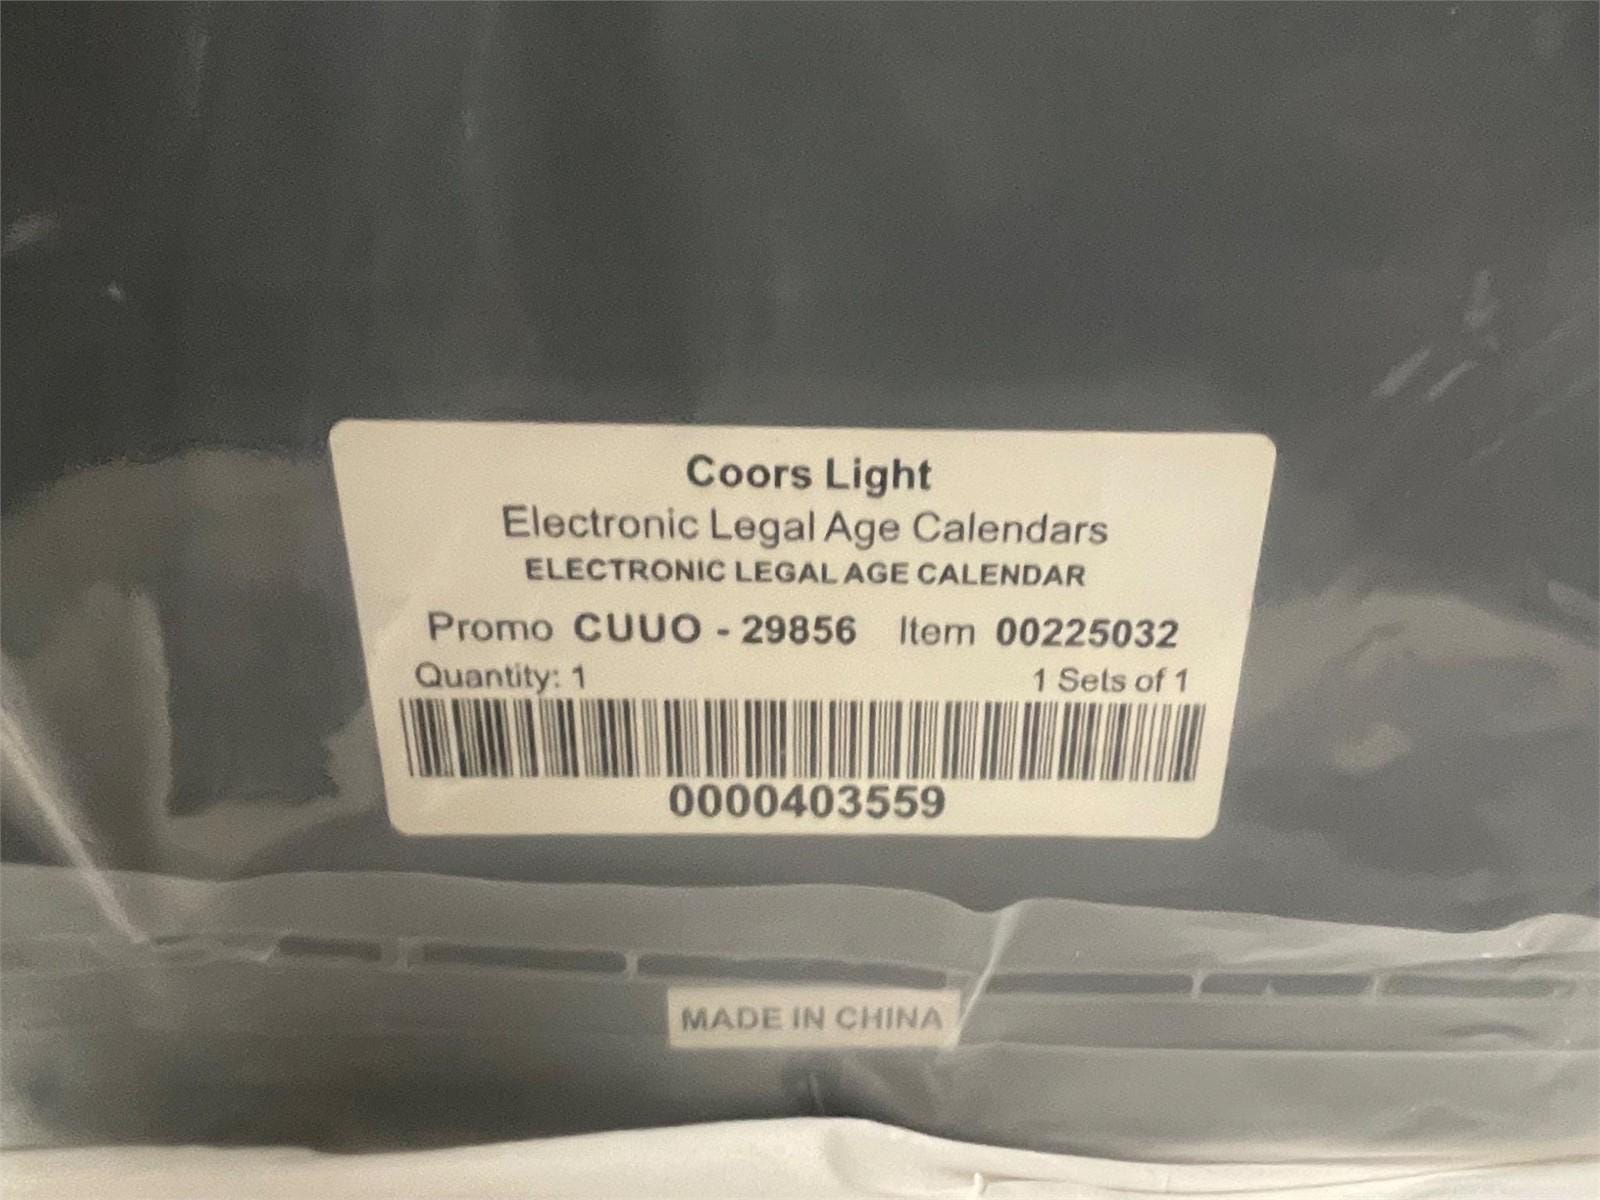 Coors Light
Electronic Legal Age Calendars
ELECTRONIC LEGAL AGE CALENDAR
Promo CUUO - 29856 Item 00225032
Quantity: 1 1 Sets of 1
0000403559
MADE IN CHINA